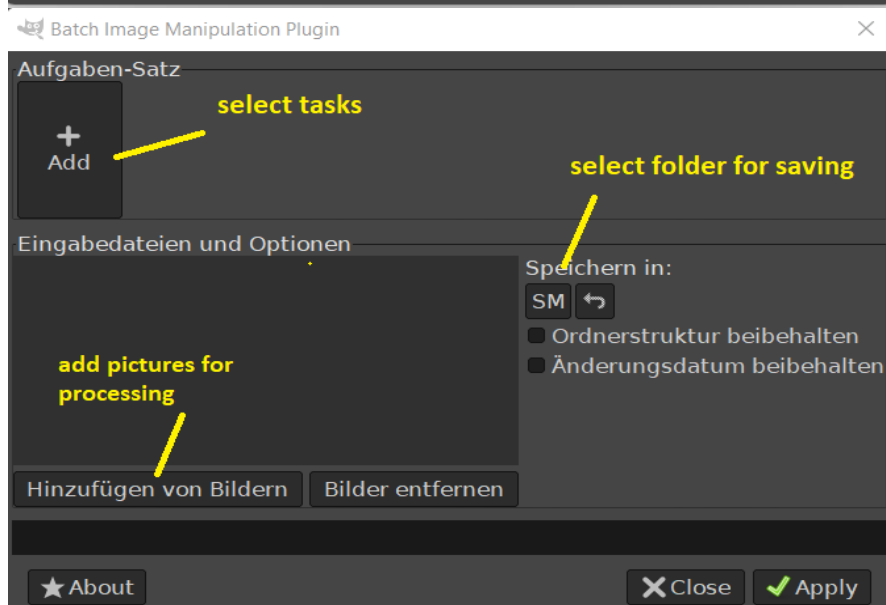 Batch Image Manipulation Plugin
Aufgaben-Satz
select tasks
+
Add
select folder for saving
Eingabedateien und Optionen
Speichern in:
SM
Ordnerstruktur beibehalten
Änderungsdatum beibehalten
add pictures for
processing
Hinzufügen von Bildern Bilder entfernen
About Close Apply